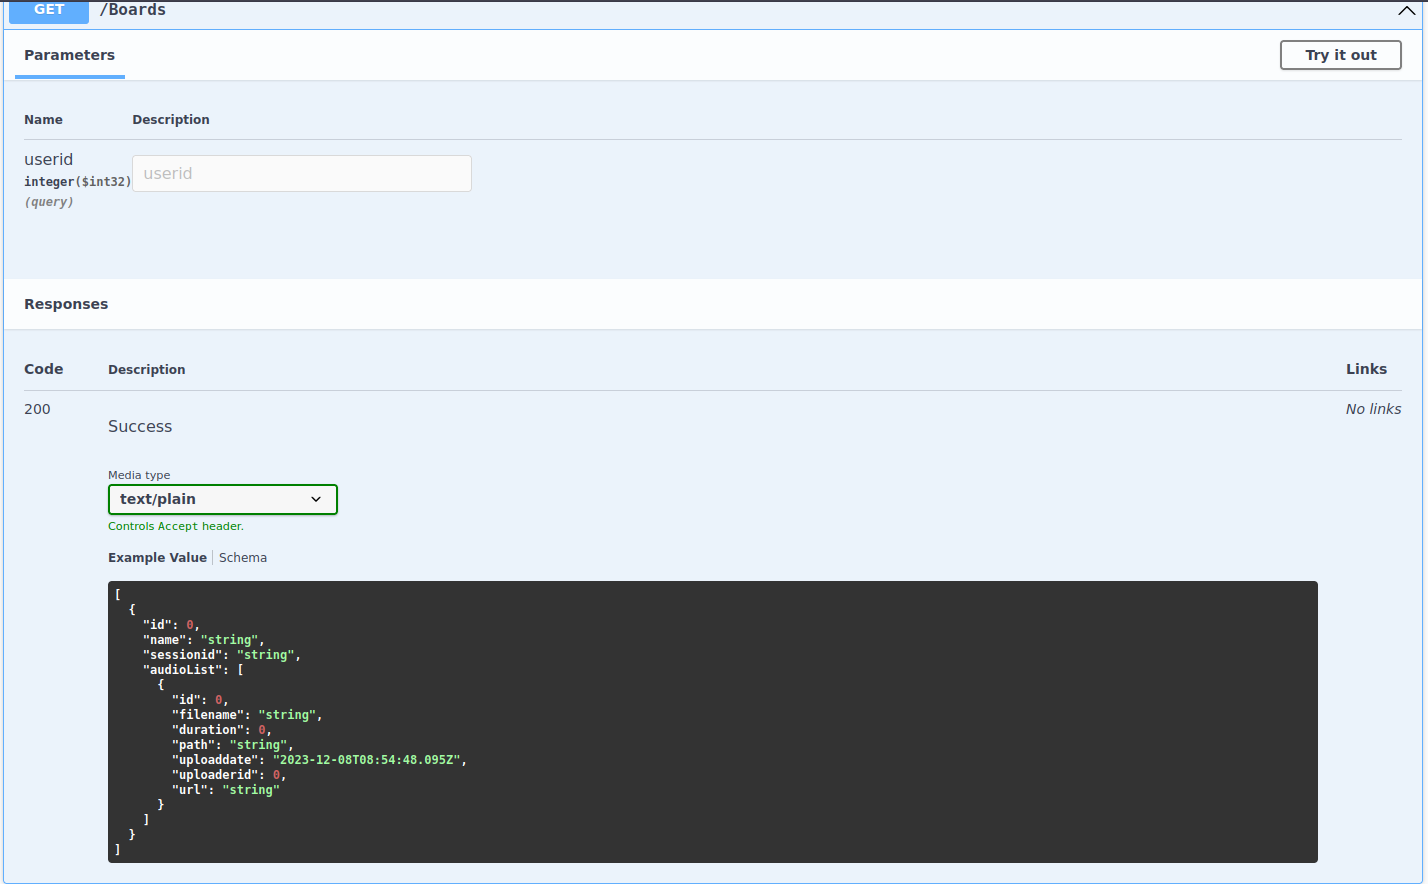 GET /Boards
Parameters
Try it out
Name Description
userid
integer($int32)
(query)
userid
Responses
Code Description Links
200
Success
No links
Media type
text/plain
Controls Accept header.
Example Value Schema
[
  {
    "id": 0,
    "name": "string",
    "sessionid": "string",
    "audioList": [
      {
        "id": 0,
        "filename": "string",
        "duration": 0,
        "path": "string",
        "uploaddate": "2023-12-08T08:54:48.095Z",
        "uploaderid": 0,
        "url": "string"
      }
    ]
  }
]